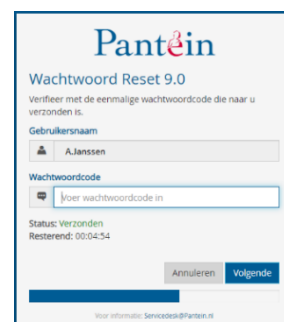 Pantein
Wachtwoord Reset 9.0
Verifieer met de eenmalige wachtwoordcode die naar u
verzonden is.
Gebruikersnaam
A.Janssen
Wachtwoordcode
Voer wachtwoordcode in
Status: Verzonden
Resterend: 00:04:54
Annuleren Volgende
Voor informatie: Servicedesk@Pantein.nl